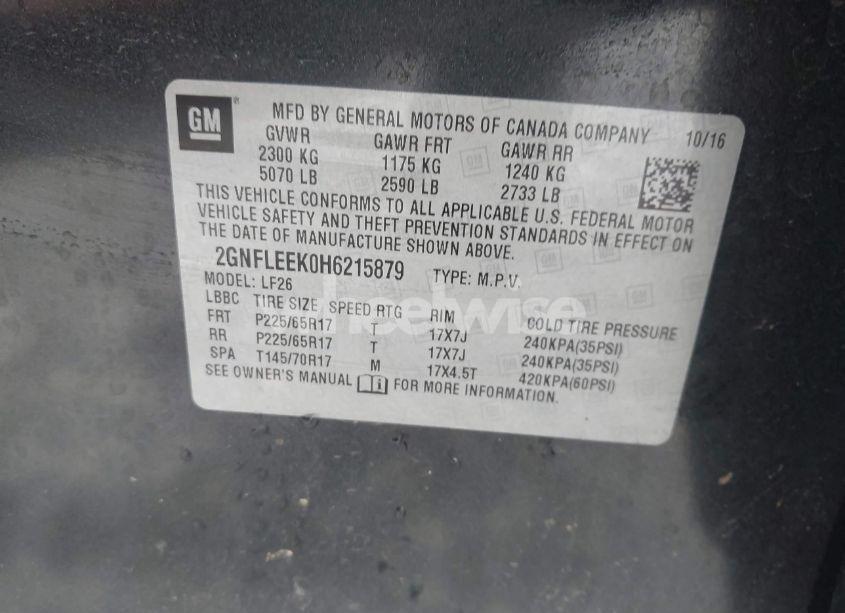 GM ®
MFD BY GENERAL MOTORS OF CANADA COMPANY 10/16
GVWR GAWR FRT GAWR RR
2300 KG 1175 KG 1240 KG
5070 LB 2590 LB 2733 LB
THIS VEHICLE CONFORMS TO ALL APPLICABLE U.S. FEDERAL MOTOR
VEHICLE SAFETY AND THEFT PREVENTION STANDARDS IN EFFECT ON
THE DATE OF MANUFACTURE SHOWN ABOVE.
2GNFLEEK0H6215879 TYPE: M.P.V.
MODEL: LF26
LBBC TIRE SIZE SPEED RTG RIM COLD TIRE PRESSURE
FRT P225/65R17 T 17X7J 240KPA(35PSI)
RR P225/65R17 T 17X7J 240KPA(35PSI)
SPA T145/70R17 M 17X4.5T 420KPA(60PSI)
SEE OWNER'S MANUAL FOR MORE INFORMATION.